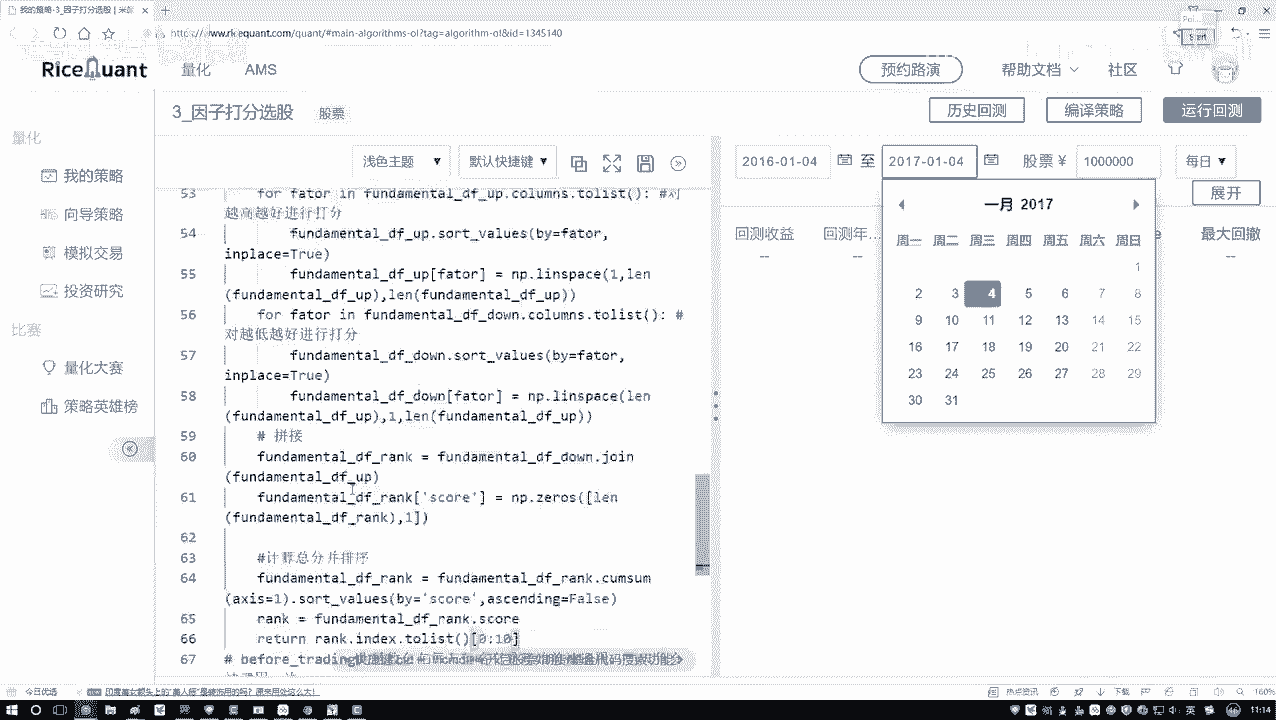 我的策略·3_因子打分选股 | 米
https://www.ricequant.com/quant/#main-algorithms-ol?tag=algorithm-ol&id=1345140
RiceQuant
量化
AMS
预约路演
帮助文档
社区
量化
我的策略
向导策略
模拟交易
投资研究
比赛
量化大赛
策略英雄榜
3_因子打分选股
股票
历史回测
编译策略
运行回测
浅色主题
默认快捷键
53 for fator in fundamental_df_up.columns.tolist(): #对
越高越好进行打分
54 fundamental_df_up.sort_values(by=fator,
inplace=True)
55 fundamental_df_up[fator] = np.linspace(1,len
(fundamental_df_up),len(fundamental_df_up))
56 for fator in fundamental_df_down.columns.tolist(): #
对越低越好进行打分
57 fundamental_df_down.sort_values(by=fator,
inplace=True)
58 fundamental_df_down[fator] = np.linspace(len
(fundamental_df_up),1,len(fundamental_df_up))
59 # 拼接
60 fundamental_df_rank = fundamental_df_down.join
(fundamental_df_up)
61 fundamental_df_rank['score'] = np.zeros([len
(fundamental_df_rank),1])
62
63 #计算总分并排序
64 fundamental_df_rank = fundamental_df_rank.cumsum
(axis=1).sort_values(by='score',ascending=False)
65 rank = fundamental_df_rank.score
66 return rank.index.tolist()[0:10]
67 # before_trading
2016-01-04 至 2017-01-04 股票 ¥ 1000000 每日
展开
回测收益 回测年... 最大回撤
-- -- --
一月 2017
周一 周二 周三 周四 周五 周六 周日
1
2 3 4 5 6 7 8
9 10 11 12 13 14 15
16 17 18 19 20 21 22
23 24 25 26 27 28 29
30 31
今日优选
热点资讯
下载
160%
英
11:14